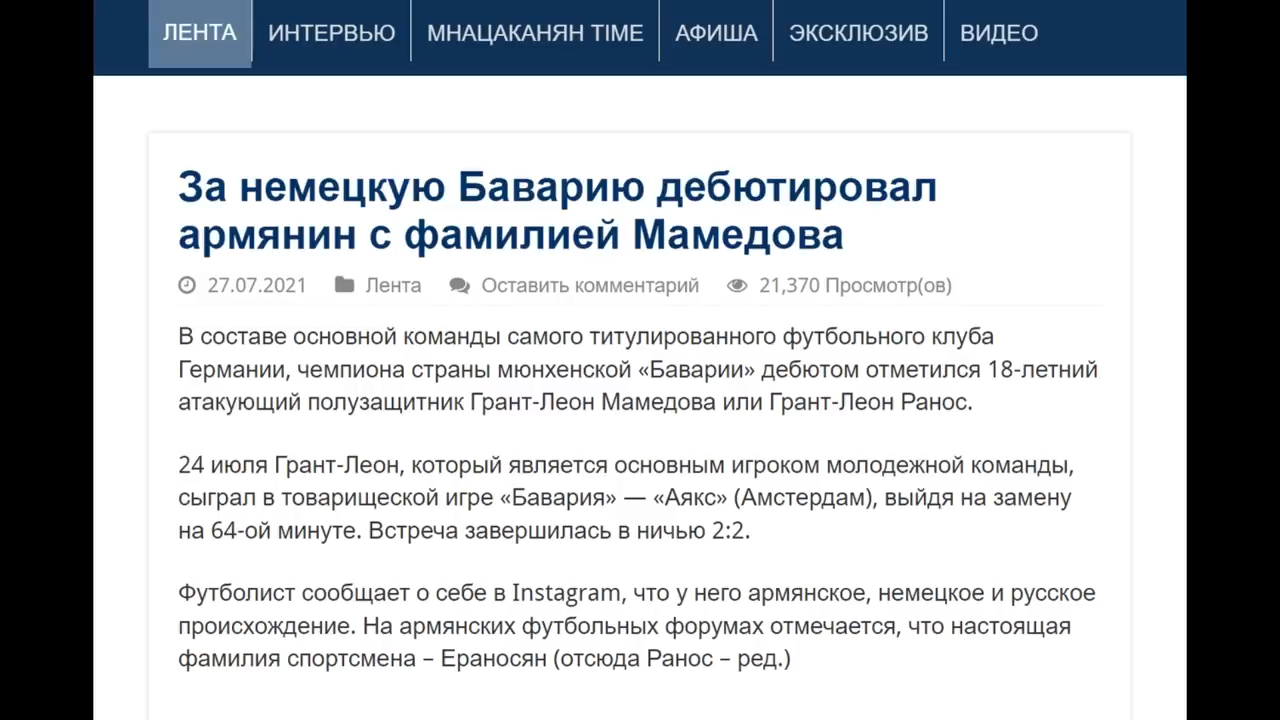 ЛЕНТА ИНТЕРВЬЮ МНАЦАКАНЯН TIME АФИША ЭКСКЛЮЗИВ ВИДЕО
За немецкую Баварию дебютировал
армянин с фамилией Мамедова
27.07.2021 Лента Оставить комментарий 21,370 Просмотр(ов)
В составе основной команды самого титулированного футбольного клуба
Германии, чемпиона страны мюнхенской «Баварии» дебютом отметился 18-летний
атакующий полузащитник Грант-Леон Мамедова или Грант-Леон Ранос.
24 июля Грант-Леон, который является основным игроком молодежной команды,
сыграл в товарищеской игре «Бавария» — «Аякс» (Амстердам), выйдя на замену
на 64-ой минуте. Встреча завершилась в ничью 2:2.
Футболист сообщает о себе в Instagram, что у него армянское, немецкое и русское
происхождение. На армянских футбольных форумах отмечается, что настоящая
фамилия спортсмена – Ераносян (отсюда Ранос – ред.)